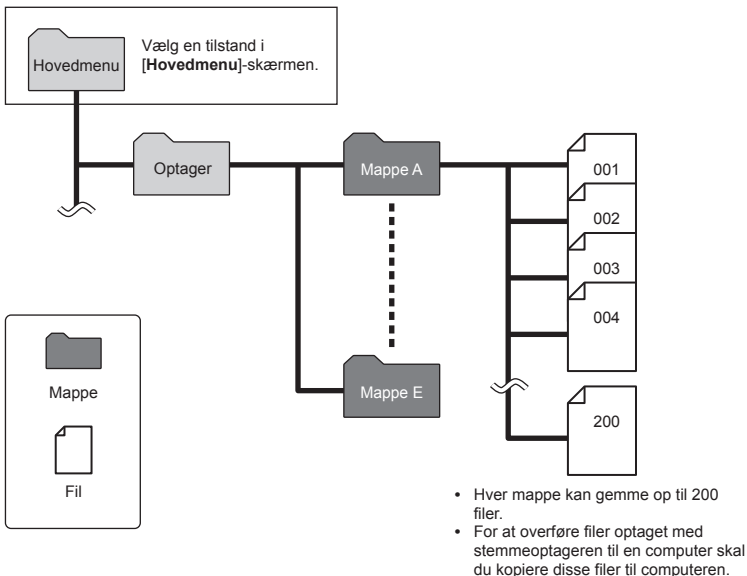 Hovedmenu
Vælg en tilstand i
[Hovedmenu]-skærmen.
Optager
Mappe A
001
002
003
004
Mappe
Mappe E
200
Fil
• Hver mappe kan gemme op til 200
filer.
• For at overføre filer optaget med
stemmeoptageren til en computer skal
du kopiere disse filer til computeren.